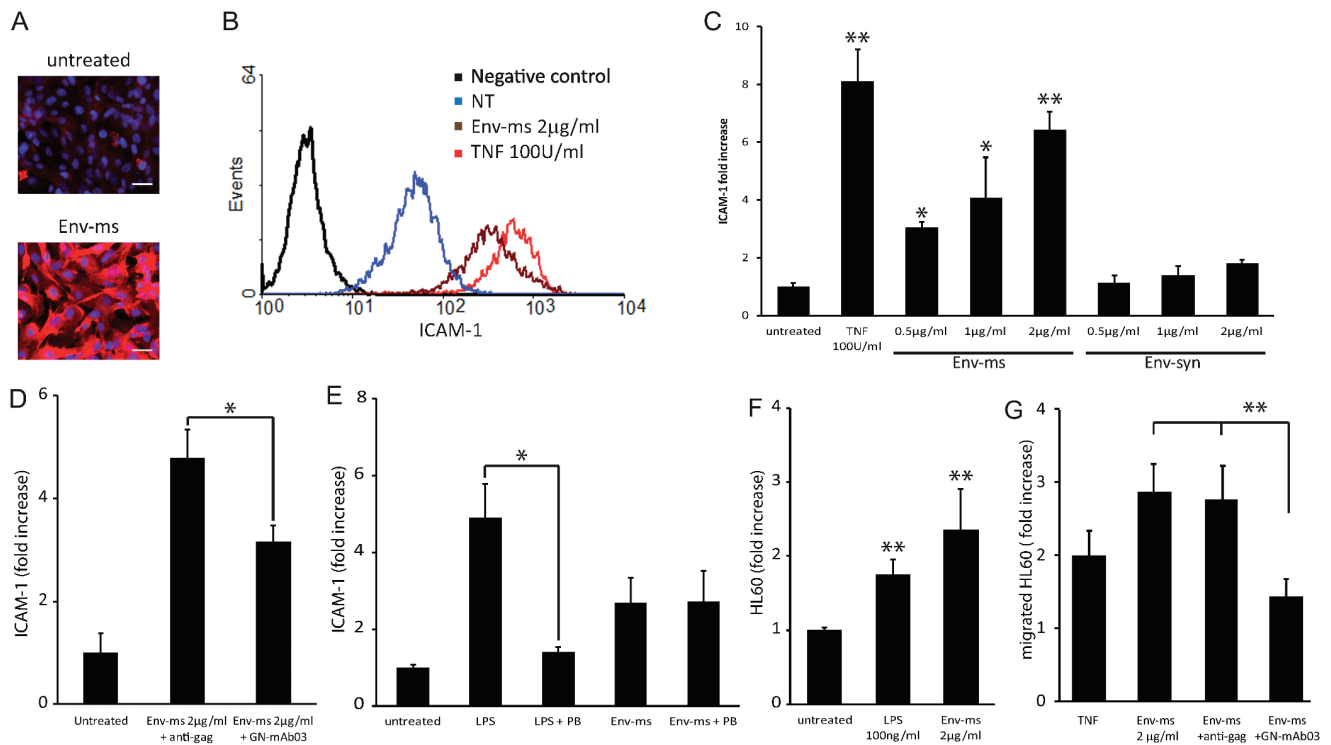 A
untreated
Env-ms
B
64
Events
0
100
101
102
103
104
ICAM-1
Negative control
NT
Env-ms 2µg/ml
TNF 100U/ml
C
ICAM-1 fold increase
10
8
6
4
2
0
**
*
*
**
untreated
TNF
100U/ml
0.5µg/ml
1µg/ml
2µg/ml
0.5µg/ml
1µg/ml
2µg/ml
Env-ms
Env-syn
D
ICAM-1 (fold increase)
6
4
2
0
*
Untreated
Env-ms 2µg/ml
+ anti-gag
Env-ms 2µg/ml
+ GN-mAb03
E
ICAM-1 (fold increase)
8
6
4
2
0
*
untreated
LPS
LPS + PB
Env-ms
Env-ms + PB
F
HL60 (fold increase)
4
3
2
1
0
**
**
untreated
LPS
100ng/ml
Env-ms
2µg/ml
G
migrated HL60 ( fold increase)
4
3
2
1
0
**
TNF
Env-ms
2 µg/ml
Env-ms
+anti-gag
Env-ms
+GN-mAb03